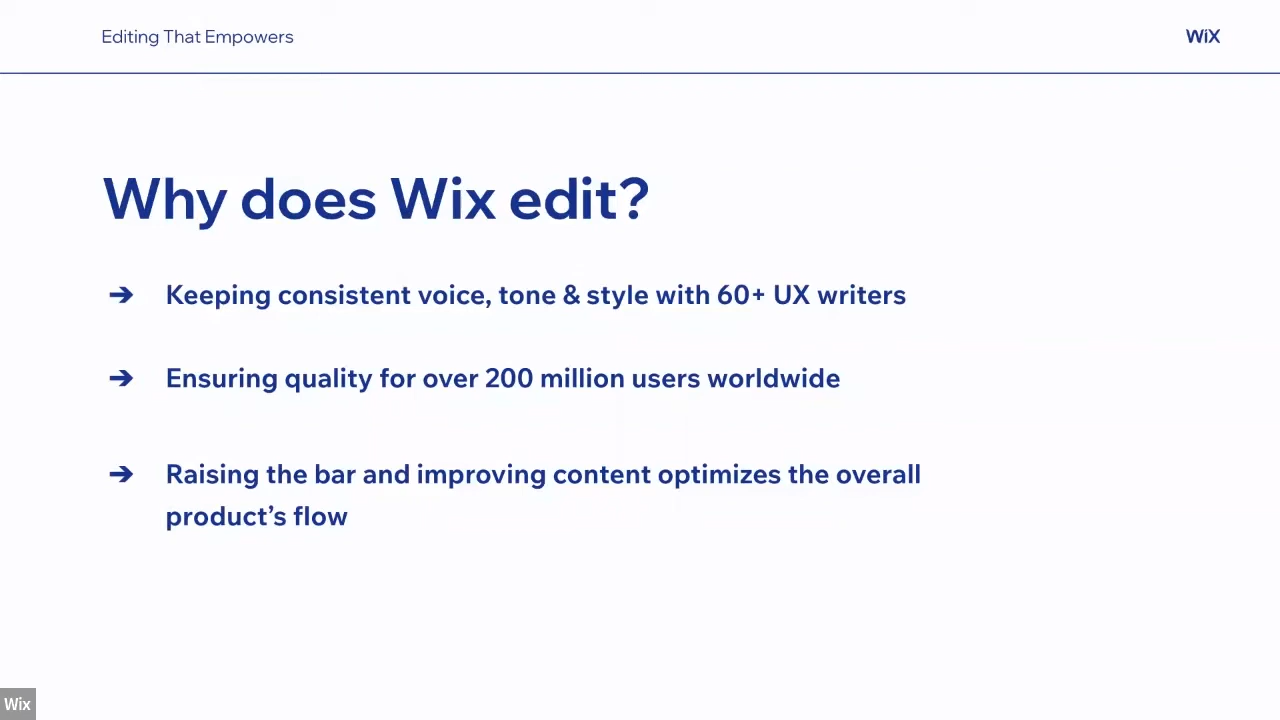 Editing That Empowers
WiX
Why does Wix edit?
➔ Keeping consistent voice, tone & style with 60+ UX writers
➔ Ensuring quality for over 200 million users worldwide
➔ Raising the bar and improving content optimizes the overall
product’s flow
Wix